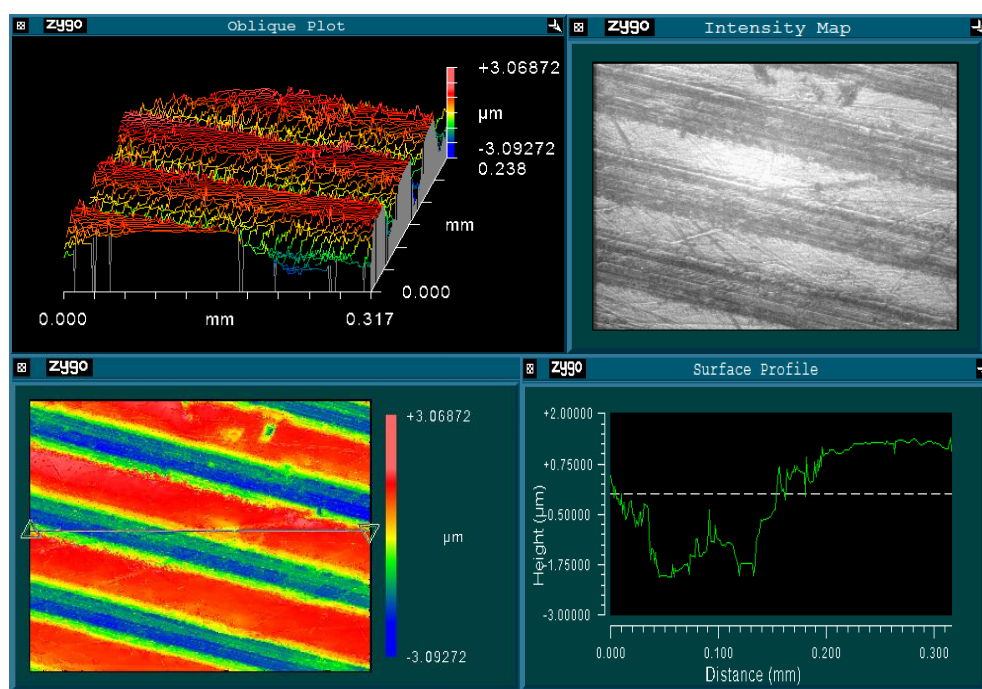 zygo Oblique Plot
+3.06872
µm
-3.09272
0.238
mm
0.000
0.000 mm 0.317
zygo Intensity Map
zygo
+3.06872
µm
-3.09272
zygo Surface Profile
+2.00000
+0.75000
-0.50000
-1.75000
-3.00000
Height (µm)
0.000 0.100 0.200 0.300
Distance (mm)